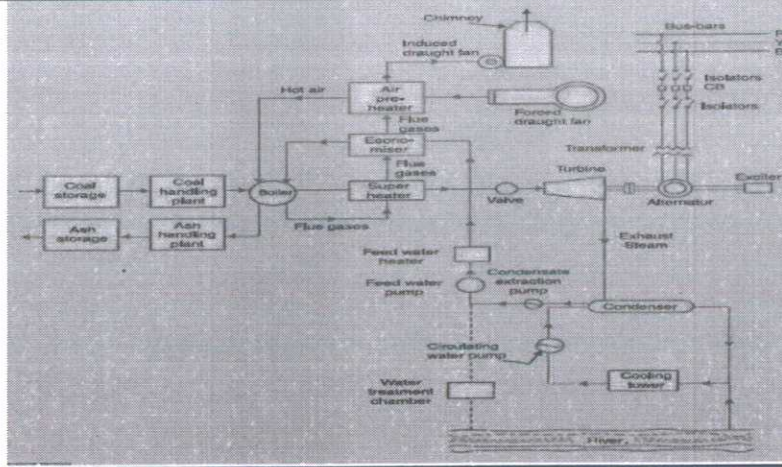 Chimney
Bus-bars
R
Y
B
Induced
draught fan
Isolators
CB
Isolators
Hot air
Air
pre-
heater
Forced
draught fan
Flue
gases
Transformer
Econo-
miser
Flue
gases
Turbine
Exciter
Coal
storage
Coal
handling
plant
Boiler
Super
heater
Valve
Alternator
Flue gases
Ash
storage
Ash
handling
plant
Exhaust
Steam
Feed water
heater
Condensate
extraction
pump
Feed water
pump
Condenser
Circulating
water pump
Cooling
tower
Water
treatment
chamber
River